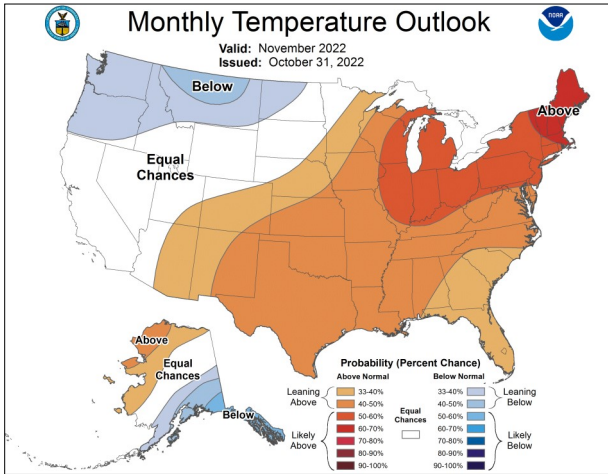 Monthly Temperature Outlook
NOAA
Valid: November 2022
Issued: October 31, 2022
Below
Above
Equal
Chances
Above
Equal
Chances
Below
Probability (Percent Chance)
Above Normal
Below Normal
Leaning
Above
33-40%
40-50%
Likely
Above
50-60%
60-70%
70-80%
80-90%
90-100%
Equal
Chances
33-40%
40-50%
Leaning
Below
50-60%
60-70%
70-80%
80-90%
90-100%
Likely
Below